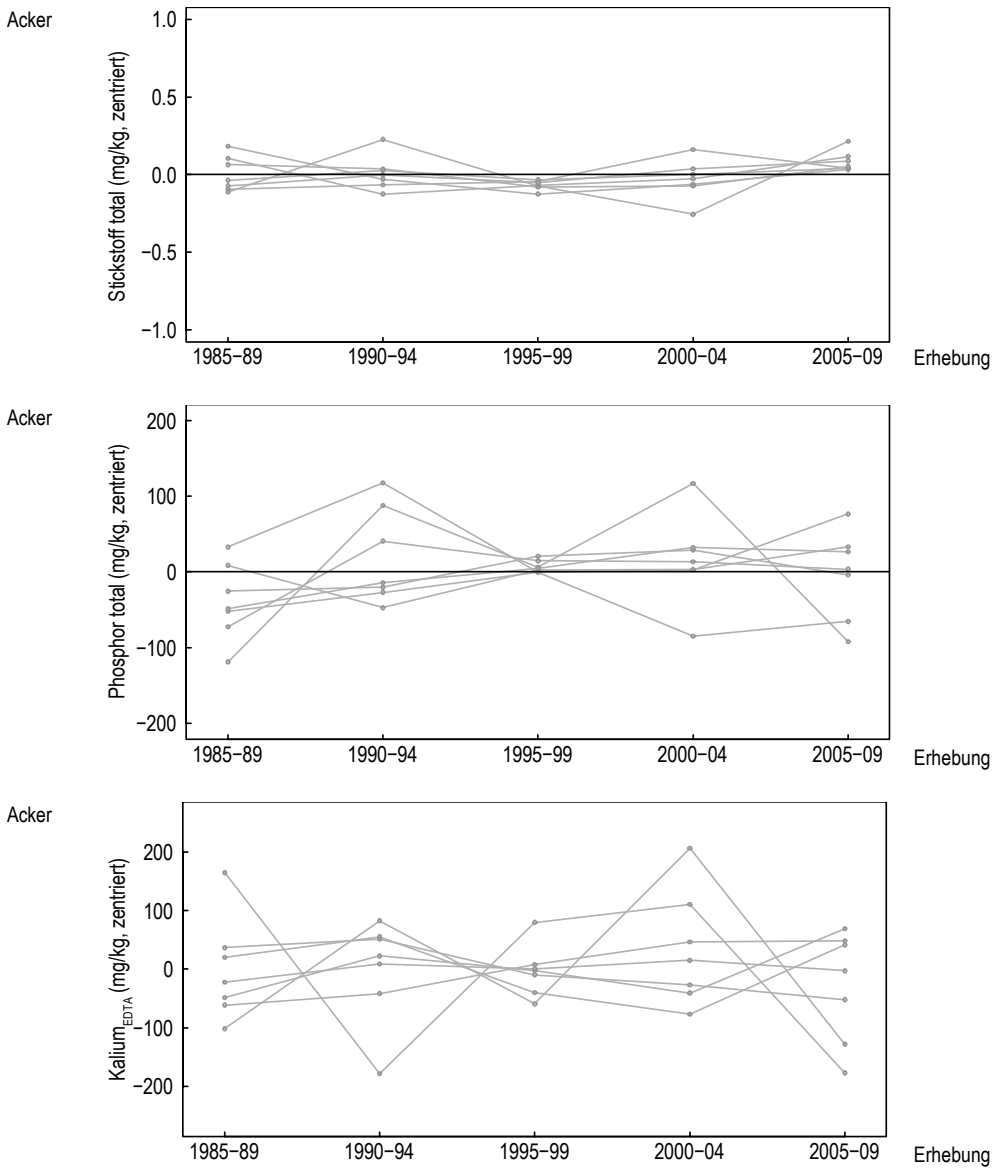 Acker
Stickstoff total (mg/kg, zentriert)
1.0
0.5
0.0
−0.5
−1.0
1985−89 1990−94 1995−99 2000−04 2005−09 Erhebung
Acker
Phosphor total (mg/kg, zentriert)
200
100
0
−100
−200
1985−89 1990−94 1995−99 2000−04 2005−09 Erhebung
Acker
Kalium EDTA (mg/kg, zentriert)
200
100
0
−100
−200
1985−89 1990−94 1995−99 2000−04 2005−09 Erhebung